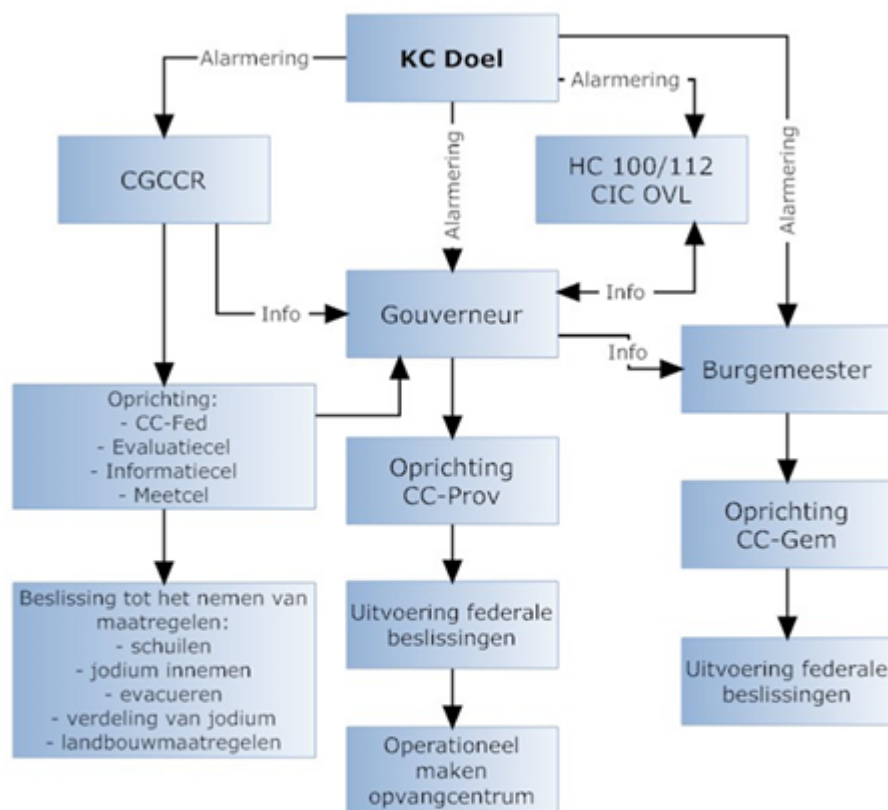 KC Doel
Alarmering
Alarmering
Alarmering
Alarmering
CGCCR
HC 100/112
CIC OVL
Info
Info
Gouverneur
Info
Burgemeester
Oprichting:
- CC-Fed
- Evaluatiecel
- Informatiecel
- Meetcel
Oprichting
CC-Prov
Oprichting
CC-Gem
Beslissing tot het nemen van
maatregelen:
- schuilen
- jodium innemen
- evacueren
- verdeling van jodium
- landbouwmaatregelen
Uitvoering federale
beslissingen
Uitvoering federale
beslissingen
Operationeel
maken
opvangcentrum